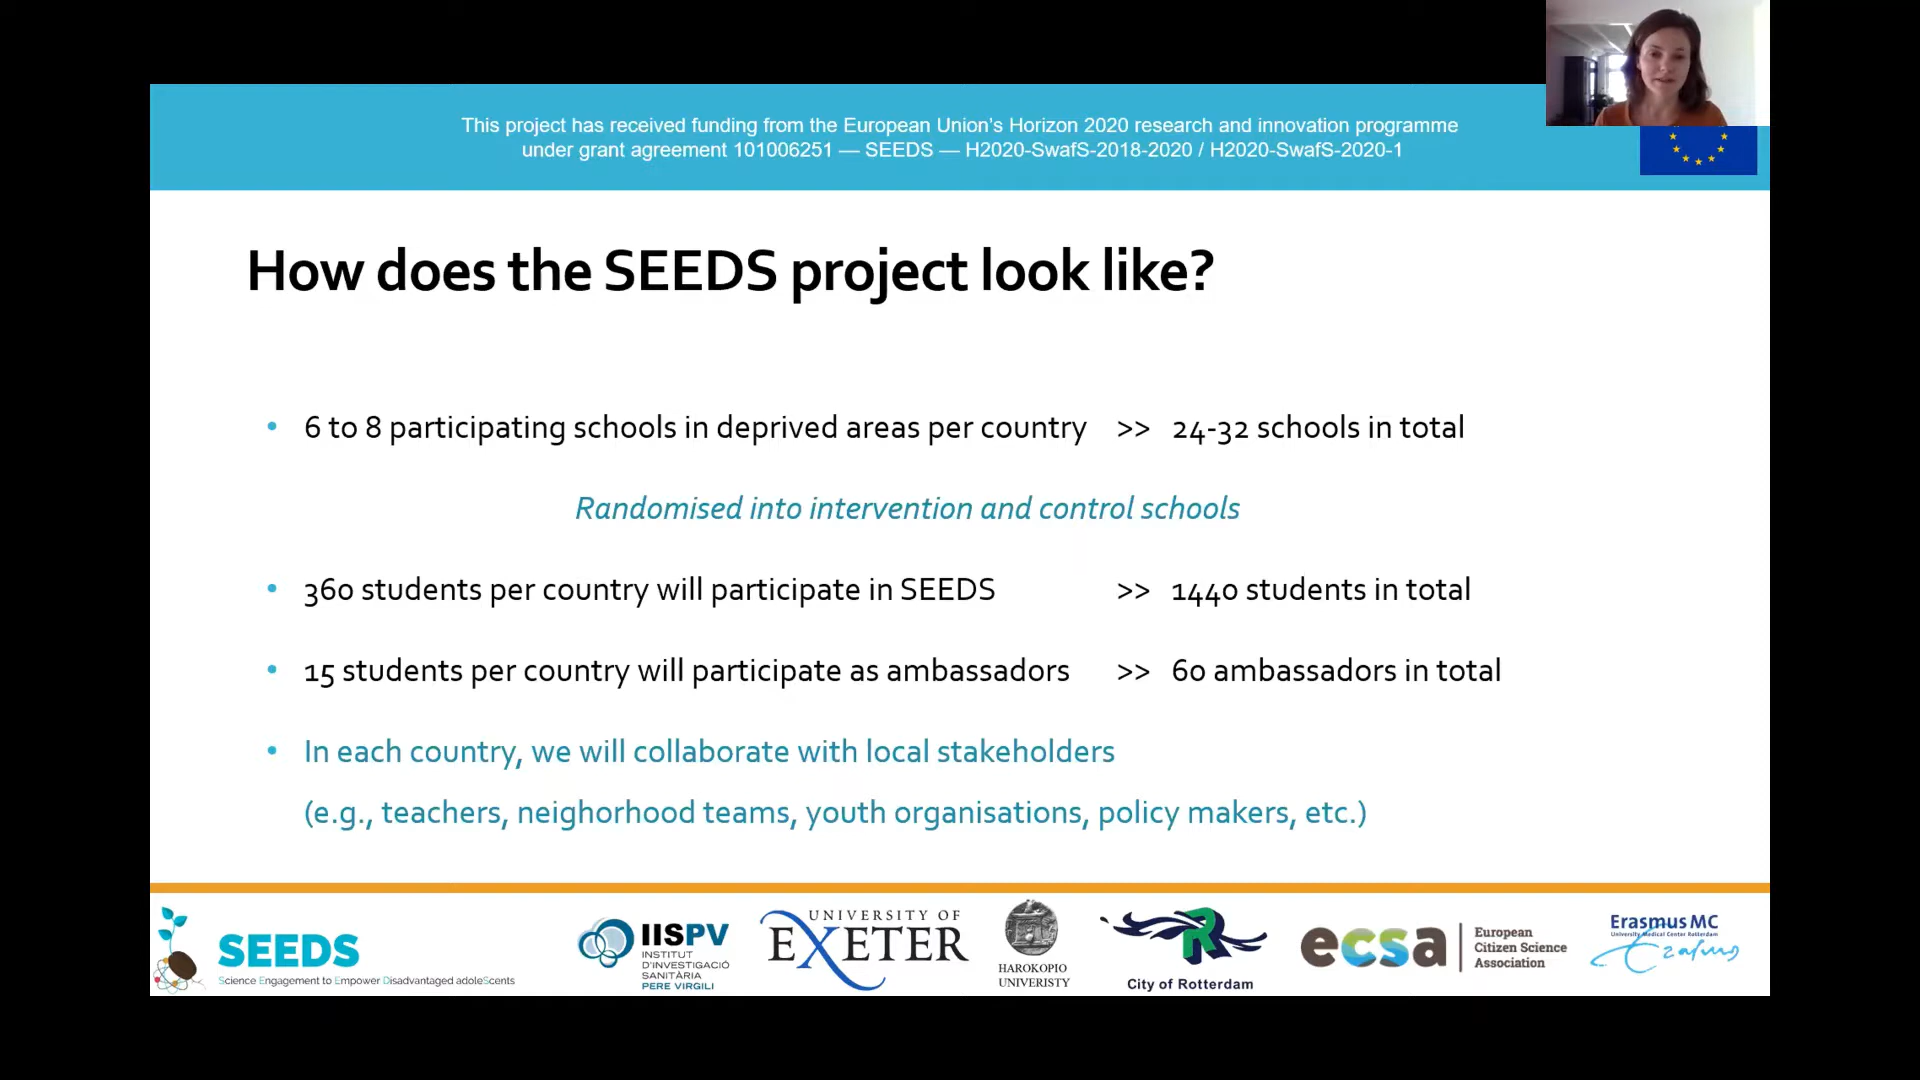 This project has received funding from the European Union's Horizon 2020 research and innovation programme
under grant agreement 101006251 — SEEDS — H2020-SwafS-2018-2020 / H2020-SwafS-2020-1
How does the SEEDS project look like?
• 6 to 8 participating schools in deprived areas per country >> 24-32 schools in total
Randomised into intervention and control schools
• 360 students per country will participate in SEEDS >> 1440 students in total
• 15 students per country will participate as ambassadors >> 60 ambassadors in total
• In each country, we will collaborate with local stakeholders
(e.g., teachers, neighorhood teams, youth organisations, policy makers, etc.)
SEEDS
Science Engagement to Empower Disadvantaged adoleScents
IISPV
INSTITUT
D'INVESTIGACIÓ
SANITÀRIA
PERE VIRGILI
UNIVERSITY OF
EXETER
HAROKOPIO
UNIVERISTY
City of Rotterdam
ecsa
European
Citizen Science
Association
Erasmus MC
University Medical Center Rotterdam
Erasmus